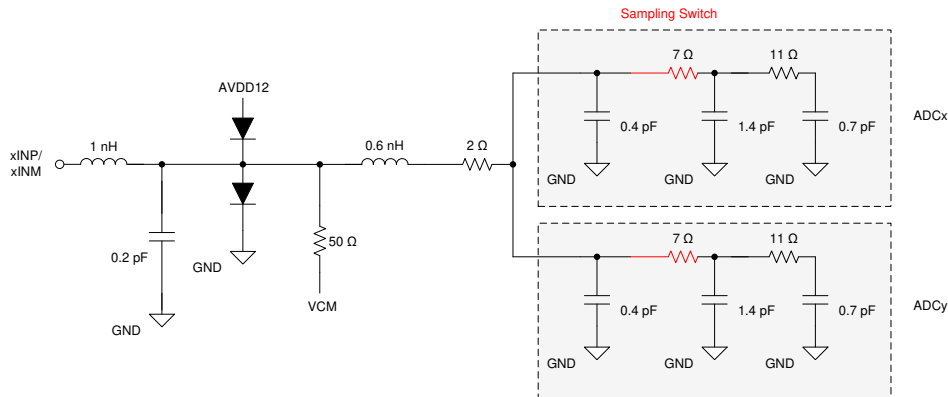 Sampling Switch
7 Ω
11 Ω
AVDD12
ADCx
0.4 pF
1.4 pF
0.7 pF
xINP/
xINM
1 nH
0.6 nH
2 Ω
GND
GND
GND
7 Ω
11 Ω
50 Ω
0.2 pF
GND
VCM
ADCy
0.4 pF
1.4 pF
0.7 pF
GND
GND
GND
GND